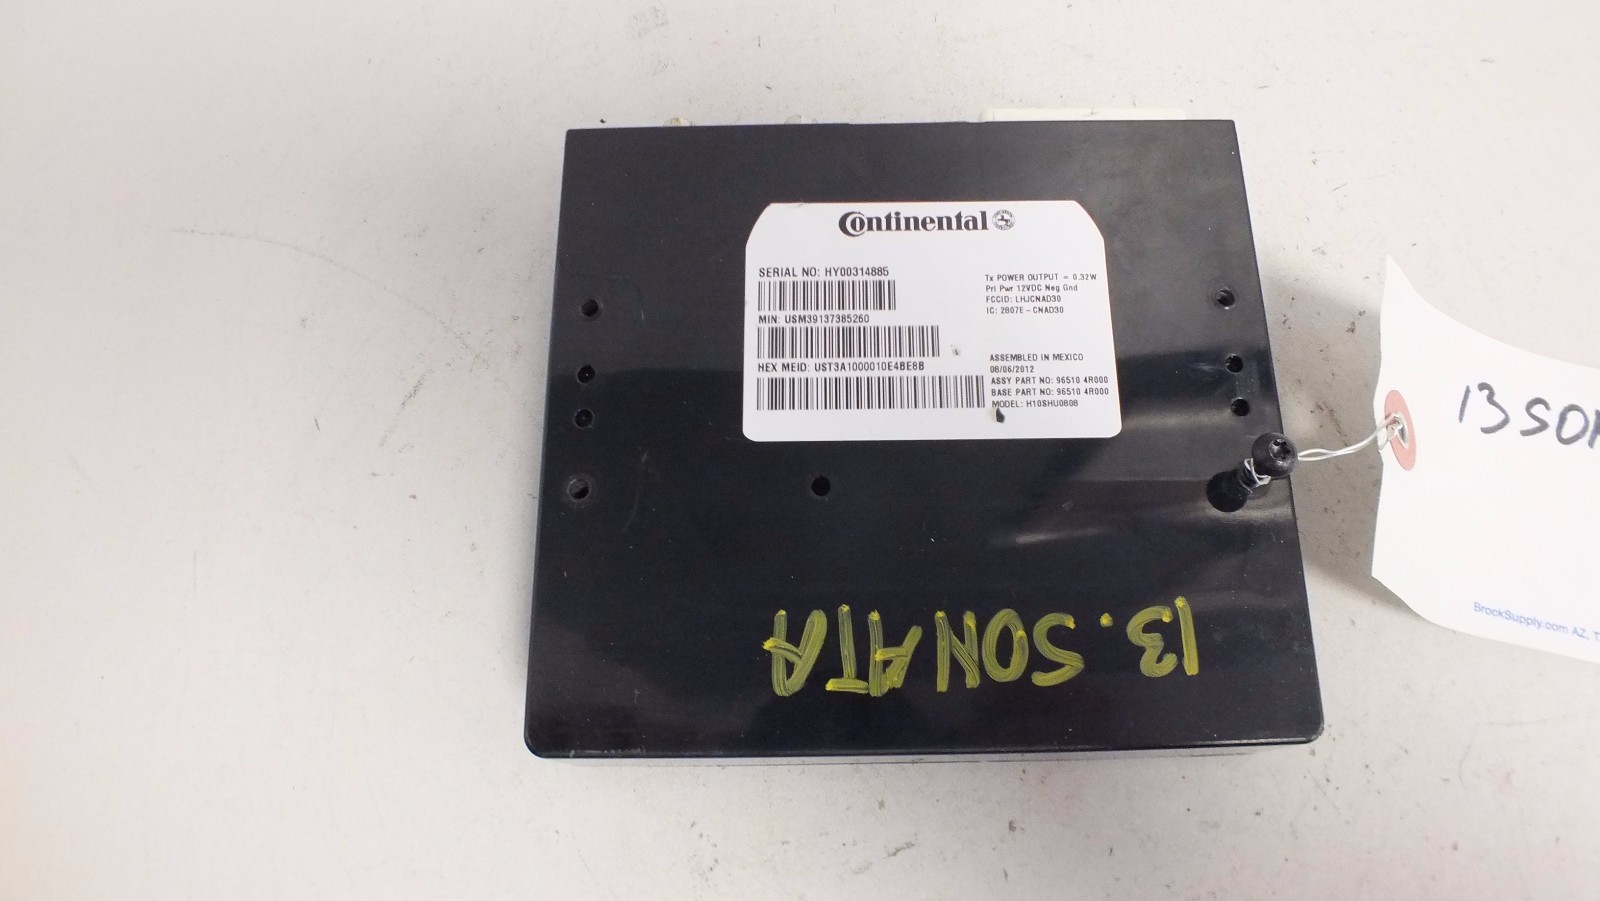 Continental
SERIAL NO: HY00314885
MIN: USM39137385260
HEX MEID: UST3A1000010E4BE8B
Tx POWER OUTPUT = 0.32W
Pri Pwr 12VDC Neg Gnd
FCCID: LHJCNAD30
IC: 2807E-CNAD30
ASSEMBLED IN MEXICO
08/06/2012
ASSY PART NO: 96510 4R000
BASE PART NO: 96510 4R000
MODEL: H10SHU0808
13. SONATA
13 SON
BrockSupply.com AZ, T